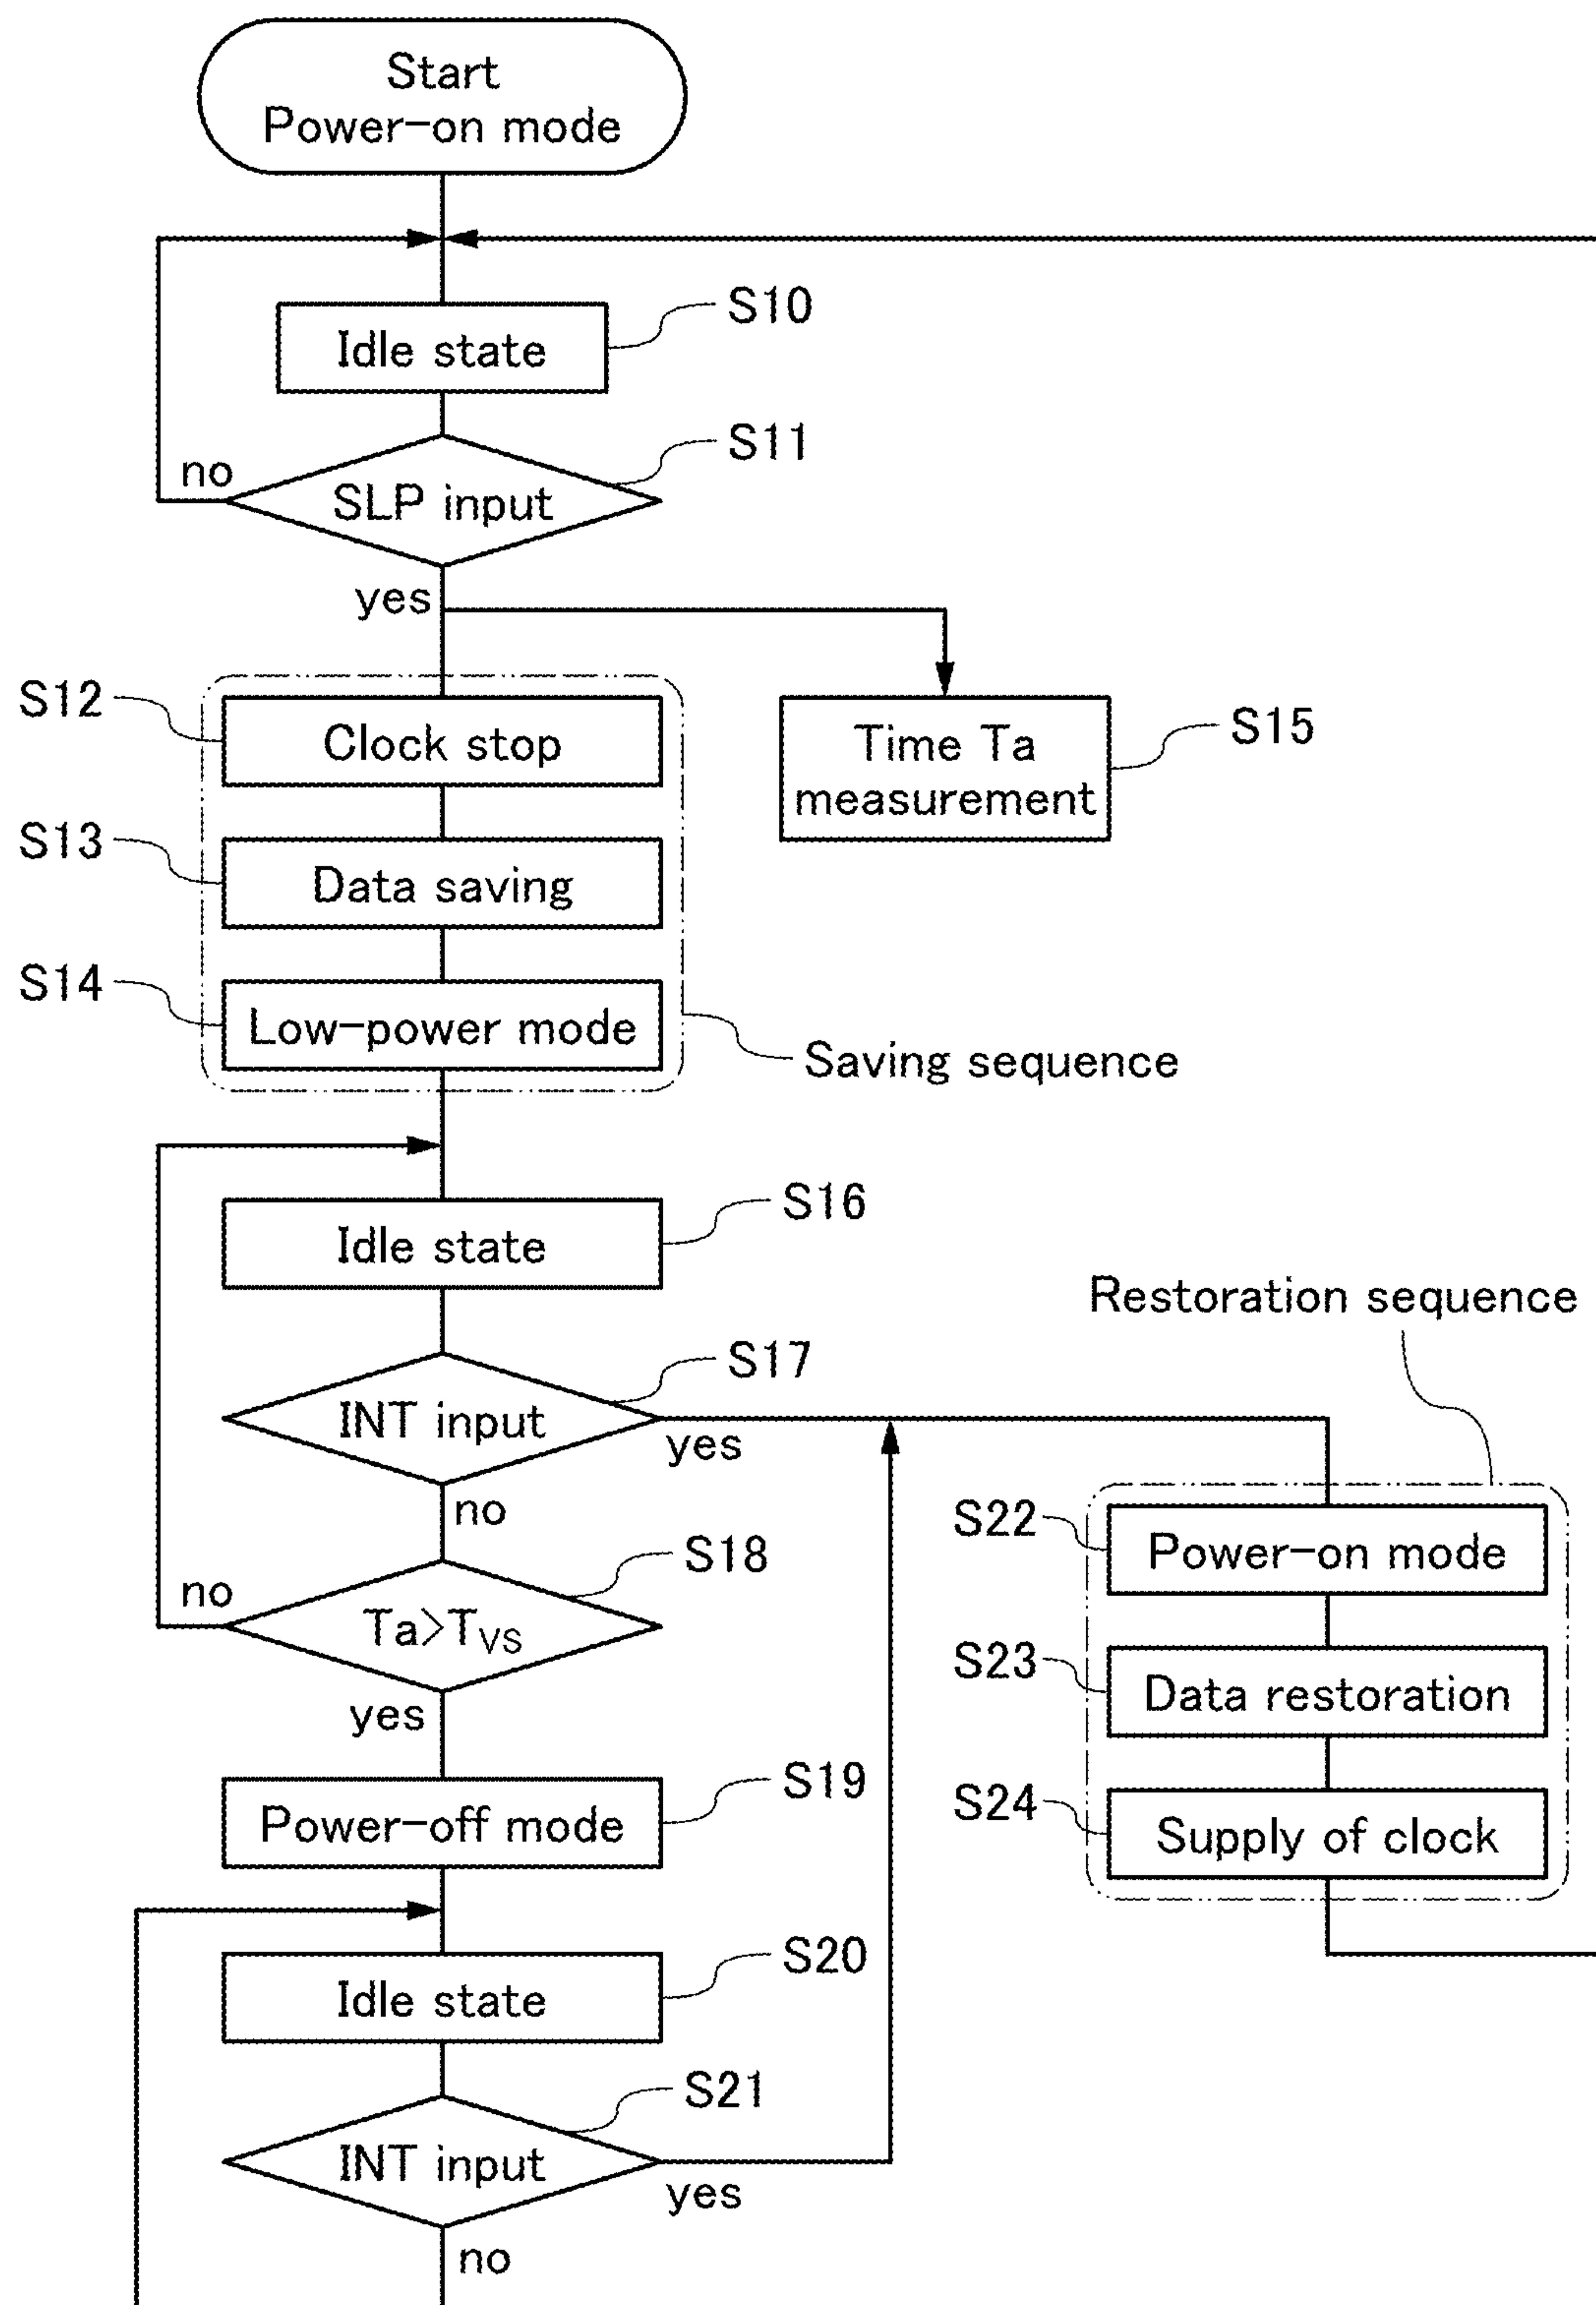 Start
Power-on mode
Idle state
S10
SLP input
S11
no
yes
S12
Clock stop
Time Ta
measurement
S15
S13
Data saving
S14
Low-power mode
Saving sequence
Idle state
S16
Restoration sequence
INT input
S17
yes
no
S22
Power-on mode
Ta>TVS
S18
no
yes
S23
Data restoration
Power-off mode
S19
S24
Supply of clock
Idle state
S20
INT input
S21
yes
no